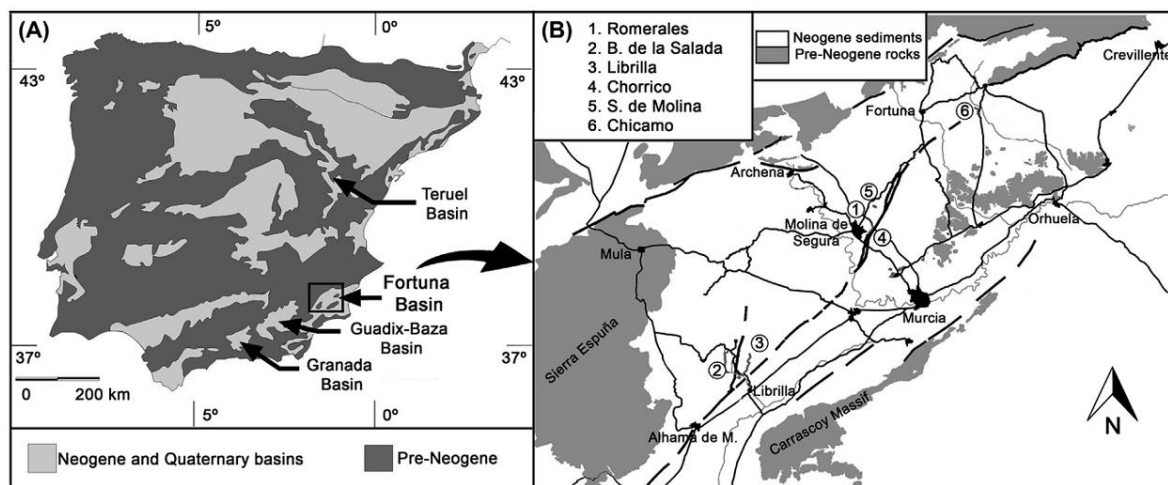 (A)
5º
0º
43º
43º
Teruel
Basin
Fortuna
Basin
Guadix-Baza
Basin
Granada
Basin
37º
37º
0 200 km
5º
0º
Neogene and Quaternary basins
Pre-Neogene
(B)
1. Romerales
2. B. de la Salada
3. Librilla
4. Chorrico
5. S. de Molina
6. Chicamo
Neogene sediments
Pre-Neogene rocks
Crevillente
Fortuna
6
Archena
5
1
Molina de
Segura
4
Orhuela
Mula
Murcia
Sierra Espuña
3
2
Librilla
Alhama de M.
Carrascoy Massif
N